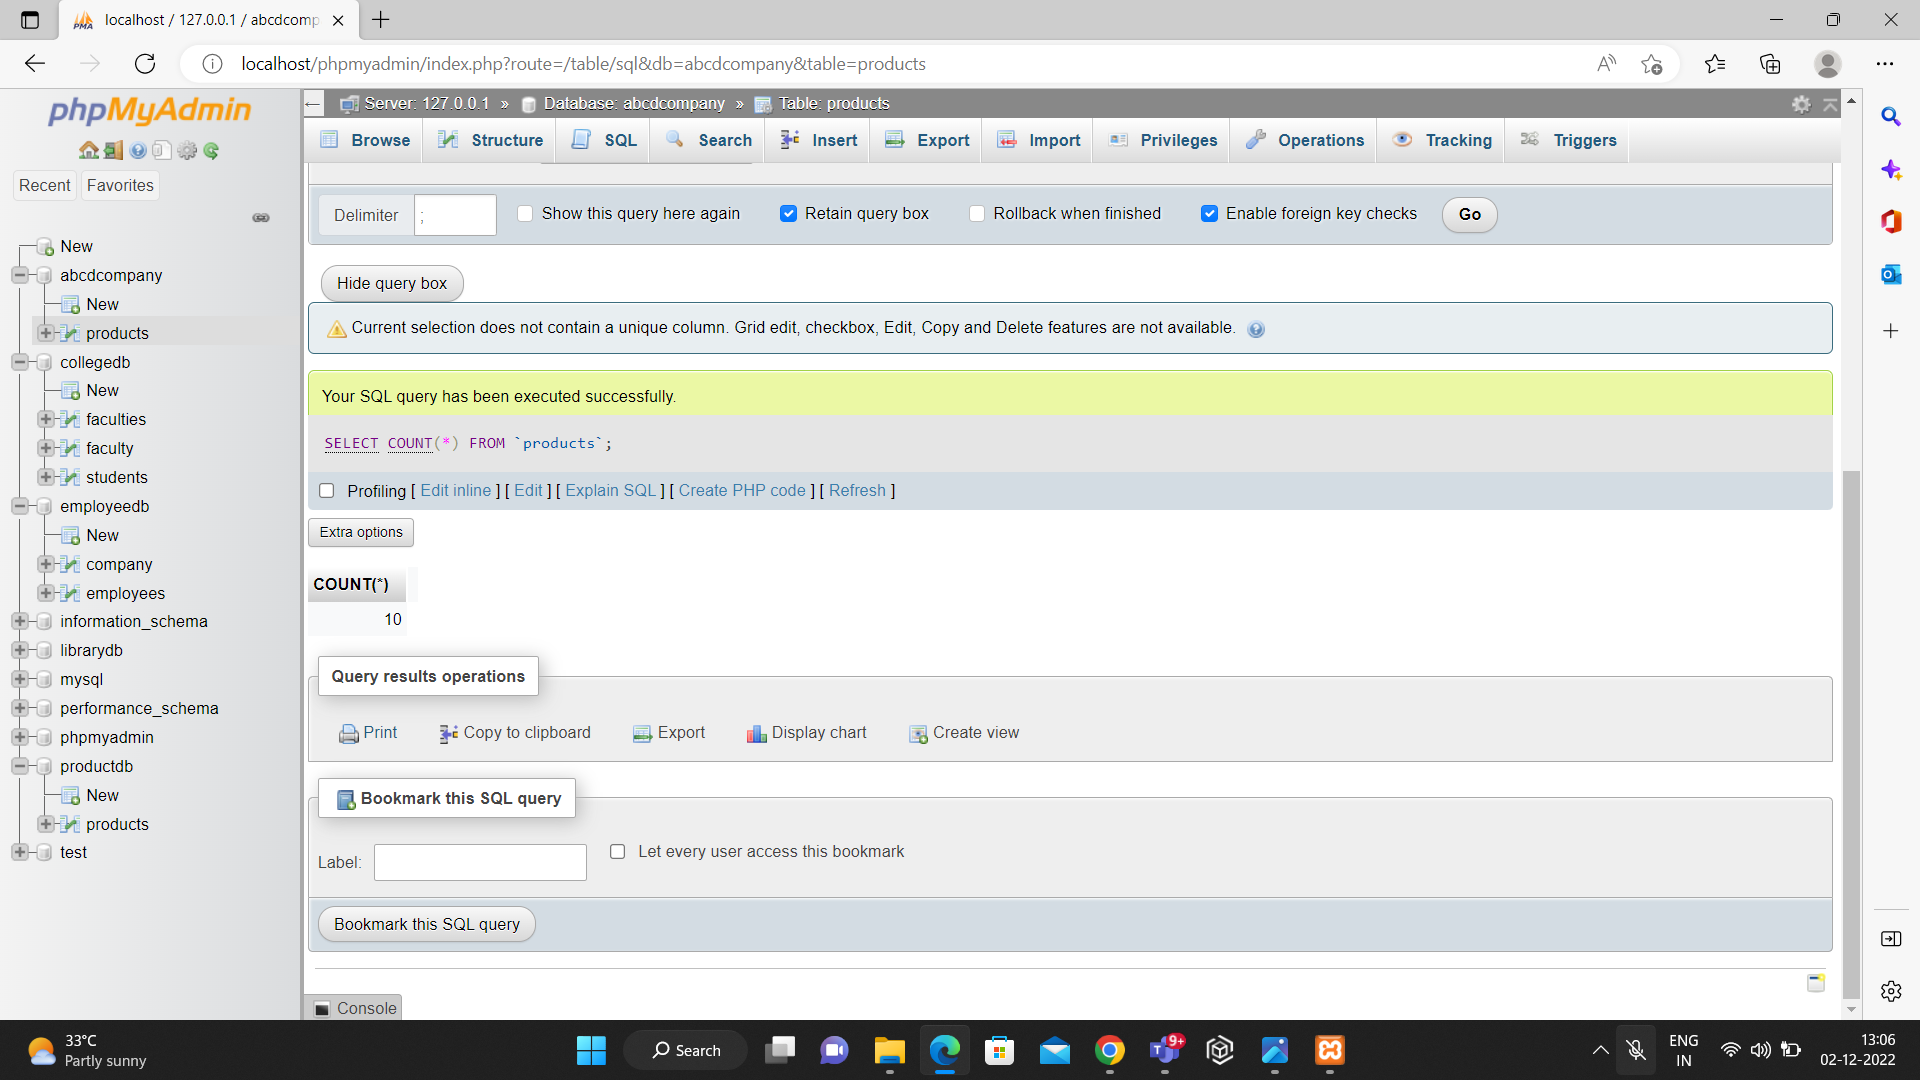 localhost / 127.0.0.1 / abcdcomp
localhost/phpmyadmin/index.php?route=/table/sql&db=abcdcompany&table=products
phpMyAdmin
Recent Favorites
New
abcdcompany
New
products
collegedb
New
faculties
faculty
students
employeedb
New
company
employees
information_schema
librarydb
mysql
performance_schema
phpmyadmin
productdb
New
products
test
Server: 127.0.0.1 » Database: abcdcompany » Table: products
Browse Structure SQL Search Insert Export Import Privileges Operations Tracking Triggers
Delimiter ; Show this query here again Retain query box Rollback when finished Enable foreign key checks Go
Hide query box
Current selection does not contain a unique column. Grid edit, checkbox, Edit, Copy and Delete features are not available.
Your SQL query has been executed successfully.
SELECT COUNT(*) FROM `products`;
Profiling [ Edit inline ] [ Edit ] [ Explain SQL ] [ Create PHP code ] [ Refresh ]
Extra options
COUNT(*)
10
Query results operations
Print Copy to clipboard Export Display chart Create view
Bookmark this SQL query
Label: Let every user access this bookmark
Bookmark this SQL query
Console
33°C
Partly sunny
Search
9+
ENG
IN
13:06
02-12-2022